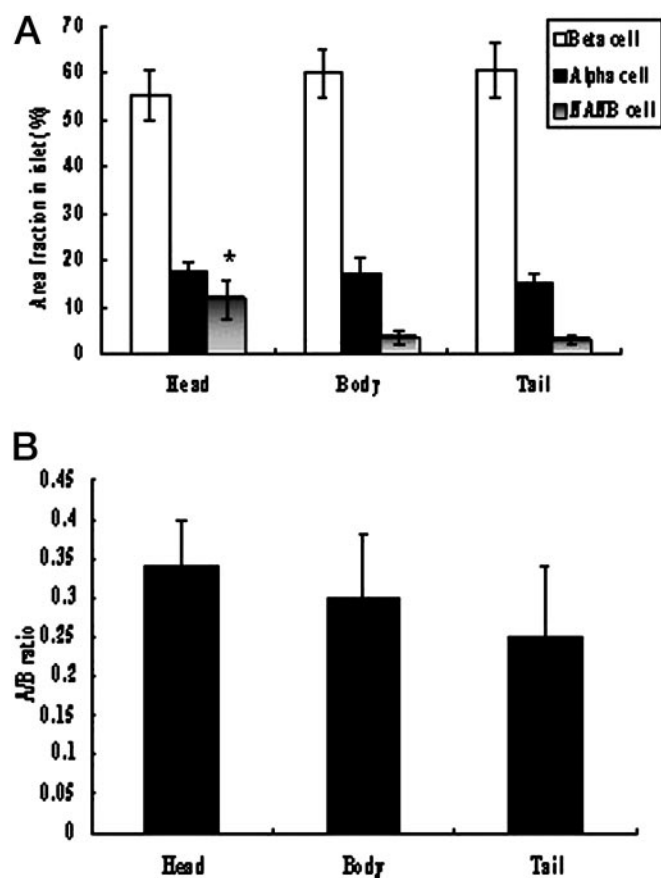 A
Area fraction in islet(%)
70
60
50
40
30
20
10
0
*
Beta cell
Alpha cell
NANB cell
Head
Body
Tail
B
A/B ratio
0.45
0.4
0.35
0.3
0.25
0.2
0.15
0.1
0.05
0
Head
Body
Tail